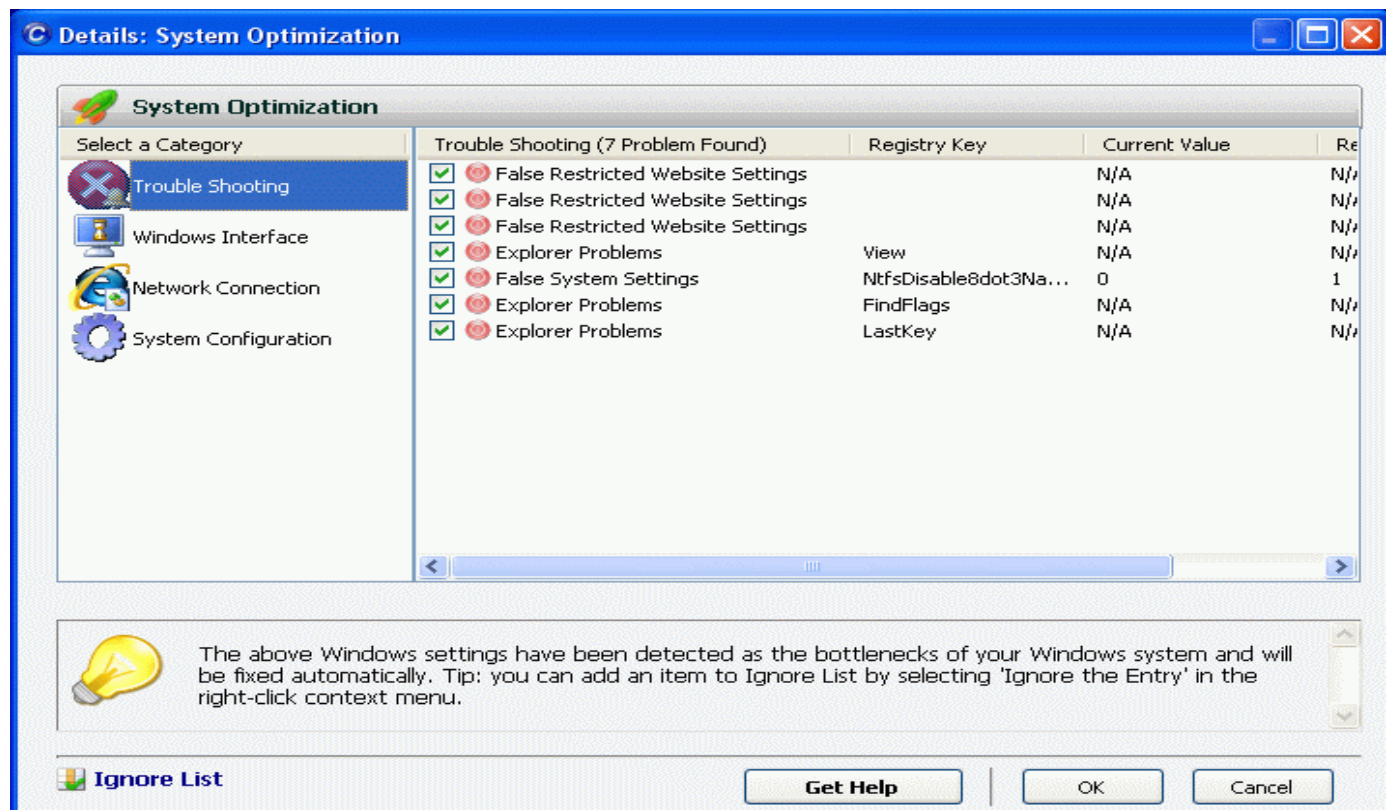 Details: System Optimization
System Optimization
Select a Category
Trouble Shooting
Windows Interface
Network Connection
System Configuration
Trouble Shooting (7 Problem Found) Registry Key Current Value Re
False Restricted Website Settings N/A N/
False Restricted Website Settings N/A N/
False Restricted Website Settings N/A N/
Explorer Problems View N/A N/
False System Settings NtfsDisable8dot3Na... 0 1
Explorer Problems FindFlags N/A N/
Explorer Problems LastKey N/A N/
The above Windows settings have been detected as the bottlenecks of your Windows system and will
be fixed automatically. Tip: you can add an item to Ignore List by selecting 'Ignore the Entry' in the
right-click context menu.
Ignore List
Get Help
OK
Cancel